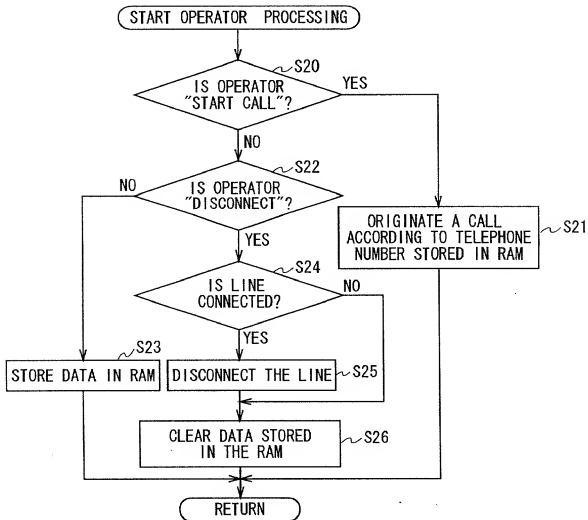 START OPERATOR PROCESSING
S20
IS OPERATOR
"START CALL"?
YES
NO
S22
NO
IS OPERATOR
"DISCONNECT"?
YES
ORIGINATE A CALL
ACCORDING TO TELEPHONE
NUMBER STORED IN RAM
S21
S24
IS LINE
CONNECTED?
NO
YES
S23
STORE DATA IN RAM
DISCONNECT THE LINE
S25
CLEAR DATA STORED
IN THE RAM
S26
RETURN